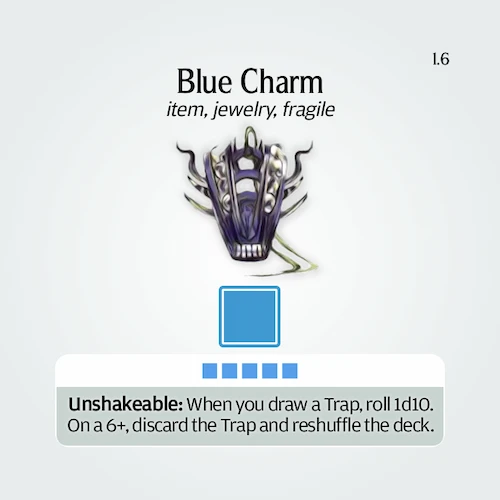 1.6
Blue Charm
item, jewelry, fragile
Unshakeable: When you draw a Trap, roll 1d10.
On a 6+, discard the Trap and reshuffle the deck.